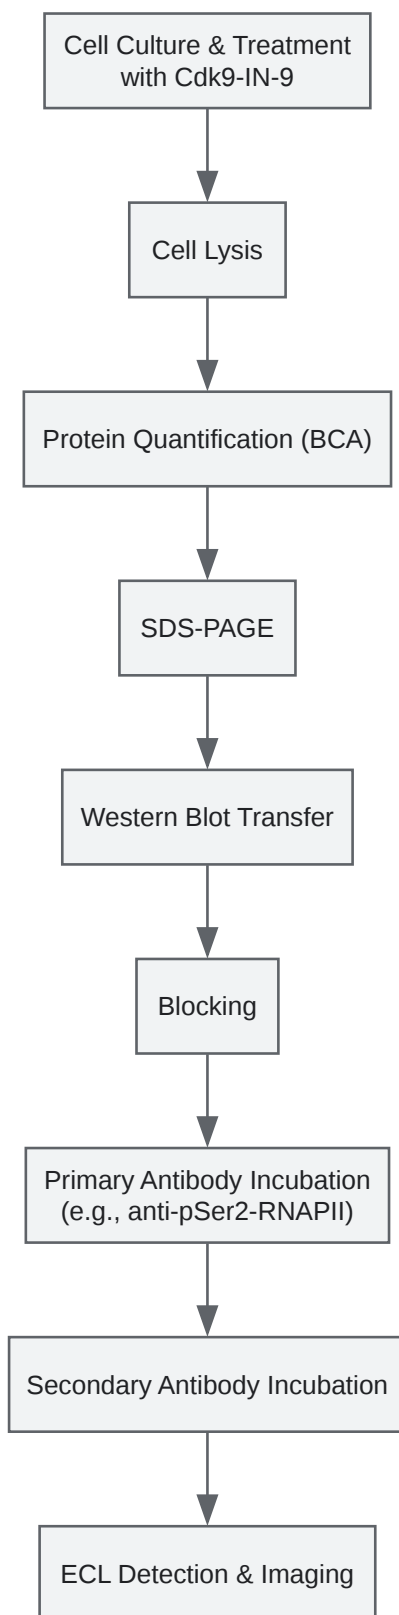 Cell Culture & Treatment
with Cdk9-IN-9
Cell Lysis
Protein Quantification (BCA)
SDS-PAGE
Western Blot Transfer
Blocking
Primary Antibody Incubation
(e.g., anti-pSer2-RNAPII)
Secondary Antibody Incubation
ECL Detection & Imaging